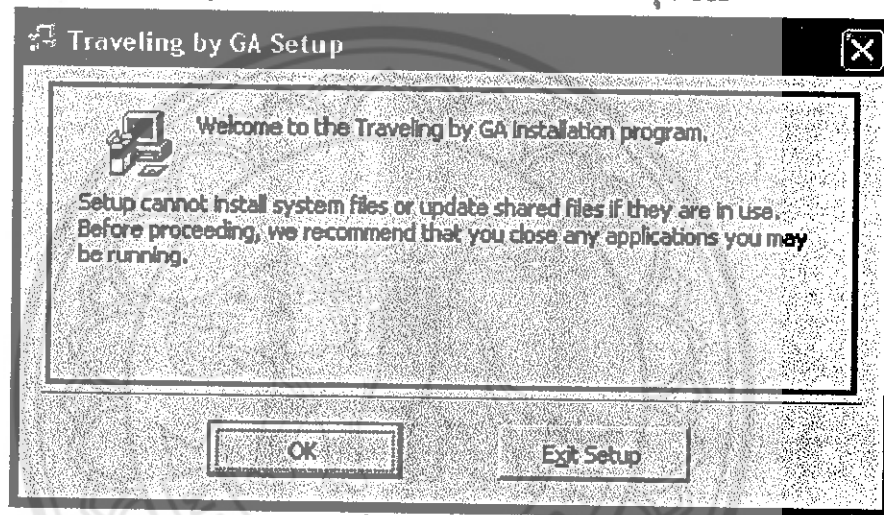 Traveling by GA Setup
Welcome to the Traveling by GA installation program.
Setup cannot install system files or update shared files if they are in use.
Before proceeding, we recommend that you close any applications you may
be running.
OK
Exit Setup